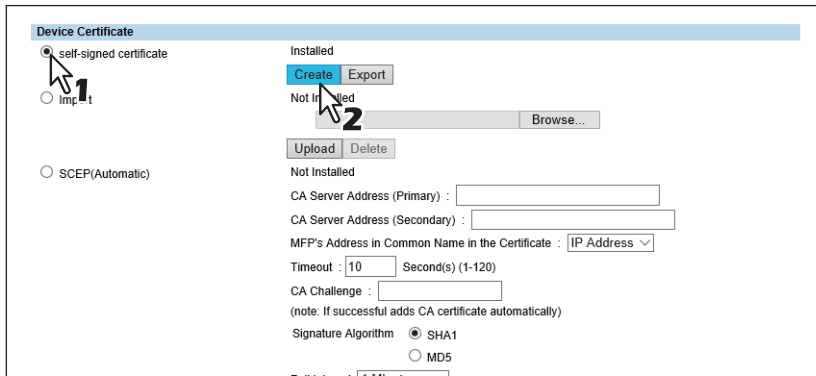 Device Certificate
self-signed certificate
Installed
Create Export
1
Import
2
Browse...
Upload Delete
SCEP(Automatic)
Not Installed
CA Server Address (Primary) :
CA Server Address (Secondary) :
MFP's Address in Common Name in the Certificate : IP Address
Timeout : 10 Second(s) (1-120)
CA Challenge :
(note: If successful adds CA certificate automatically)
Signature Algorithm SHA1
MD5